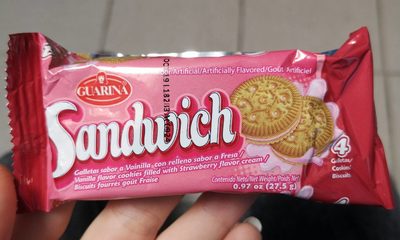 Sabor Artificial/Artificially Flavored/Goût Artificiel
GUARINA
Sandwich
Galletas sabor a Vainilla con relleno sabor a Fresa/
Vanilla flavor cookies filled with Strawberry flavor cream/
Biscuits fourrés goût Fraise
4
Galletas/
Cookies/
Biscuits
Contenido Neto/Net Weight/Poids Net
0.97 oz (27.5 g)